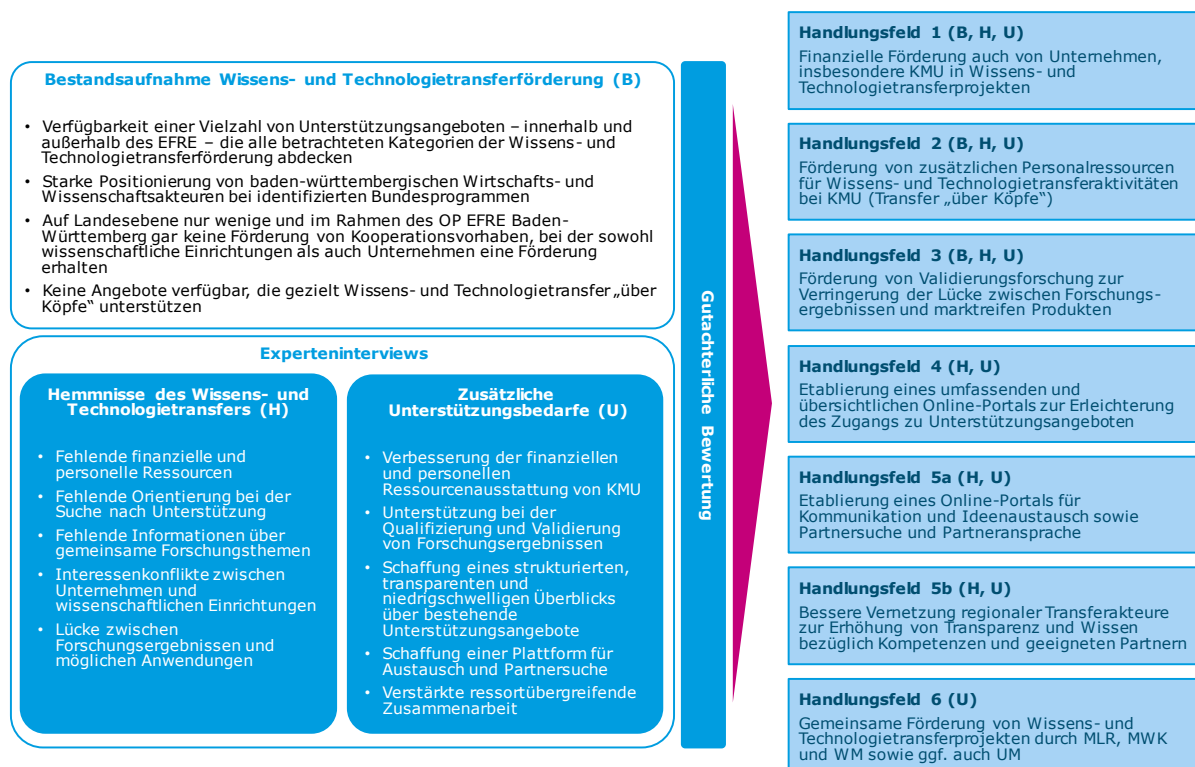 Bestandsaufnahme Wissens- und Technologietransferförderung (B)
• Verfügbarkeit einer Vielzahl von Unterstützungsangeboten – innerhalb und
außerhalb des EFRE – die alle betrachteten Kategorien der Wissens- und
Technologietransferförderung abdecken
• Starke Positionierung von baden-württembergischen Wirtschafts- und
Wissenschaftsakteuren bei identifizierten Bundesprogrammen
• Auf Landesebene nur wenige und im Rahmen des OP EFRE Baden-
Württemberg gar keine Förderung von Kooperationsvorhaben, bei der sowohl
wissenschaftliche Einrichtungen als auch Unternehmen eine Förderung
erhalten
• Keine Angebote verfügbar, die gezielt Wissens- und Technologietransfer „über
Köpfe“ unterstützen
Experteninterviews
Hemmnisse des Wissens- und
Technologietransfers (H)
• Fehlende finanzielle und
personelle Ressourcen
• Fehlende Orientierung bei der
Suche nach Unterstützung
• Fehlende Informationen über
gemeinsame Forschungsthemen
• Interessenkonflikte zwischen
Unternehmen und
wissenschaftlichen Einrichtungen
• Lücke zwischen
Forschungsergebnissen und
möglichen Anwendungen
Zusätzliche
Unterstützungsbedarfe (U)
• Verbesserung der finanziellen
und personellen
Ressourcenausstattung von KMU
• Unterstützung bei der
Qualifizierung und Validierung
von Forschungsergebnissen
• Schaffung eines strukturierten,
transparenten und
niedrigschwelligen Überblicks
über bestehende
Unterstützungsangebote
• Schaffung einer Plattform für
Austausch und Partnersuche
• Verstärkte ressortübergreifende
Zusammenarbeit
Gutachterliche Bewertung
Handlungsfeld 1 (B, H, U)
Finanzielle Förderung auch von Unternehmen,
insbesondere KMU in Wissens- und
Technologietransferprojekten
Handlungsfeld 2 (B, H, U)
Förderung von zusätzlichen Personalressourcen
für Wissens- und Technologietransferaktivitäten
bei KMU (Transfer „über Köpfe“)
Handlungsfeld 3 (B, H, U)
Förderung von Validierungsforschung zur
Verringerung der Lücke zwischen Forschungs-
ergebnissen und marktreifen Produkten
Handlungsfeld 4 (H, U)
Etablierung eines umfassenden und
übersichtlichen Online-Portals zur Erleichterung
des Zugangs zu Unterstützungsangeboten
Handlungsfeld 5a (H, U)
Etablierung eines Online-Portals für
Kommunikation und Ideenaustausch sowie
Partnersuche und Partneransprache
Handlungsfeld 5b (H, U)
Bessere Vernetzung regionaler Transferakteure
zur Erhöhung von Transparenz und Wissen
bezüglich Kompetenzen und geeigneten Partnern
Handlungsfeld 6 (U)
Gemeinsame Förderung von Wissens- und
Technologietransferprojekten durch MLR, MWK
und WM sowie ggf. auch UM